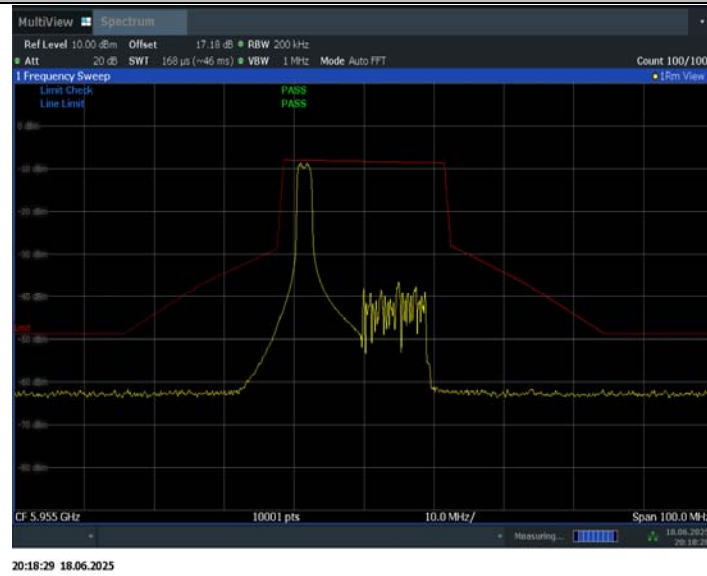 MultiView Spectrum
Ref Level 10.00 dBm Offset 17.18 dB RBW 200 kHz
Att 20 dB SWT 168 µs (~46 ms) VBW 1 MHz Mode Auto FFT Count 100/100
1 Frequency Sweep 1Rm View
Limit Check PASS
Line Limit PASS
0 dBm
-10 dBm
-20 dBm
-30 dBm
-40 dBm
-50 dBm
-60 dBm
-70 dBm
-80 dBm
CF 5.955 GHz 10001 pts 10.0 MHz/ Span 100.0 MHz
Measuring... 18.06.2025
20:18:29 18.06.2025